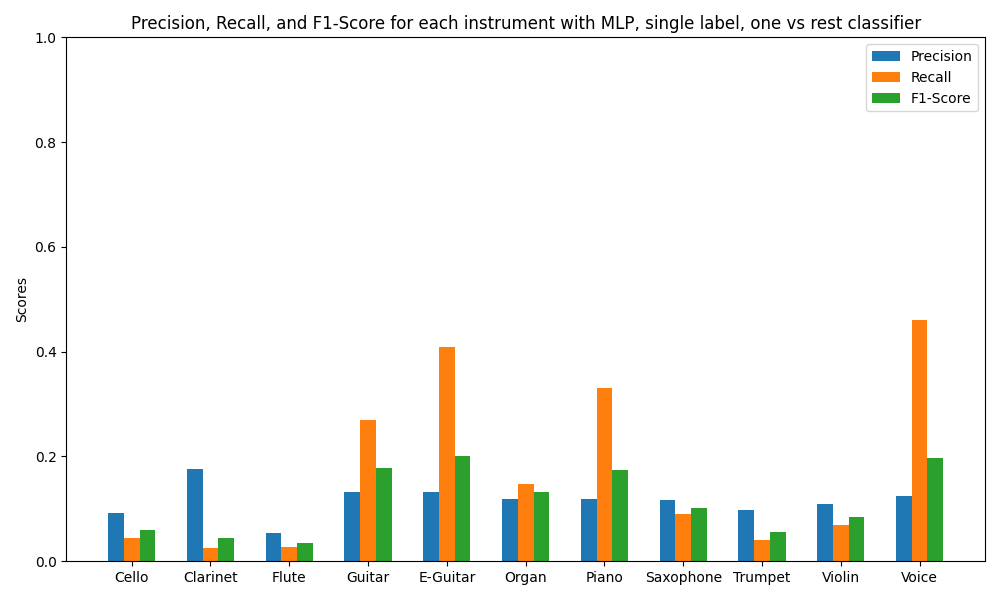 Precision, Recall, and F1-Score for each instrument with MLP, single label, one vs rest classifier
1.0
0.8
0.6
0.4
0.2
0.0
Scores
Precision
Recall
F1-Score
Cello Clarinet Flute Guitar E-Guitar Organ Piano Saxophone Trumpet Violin Voice